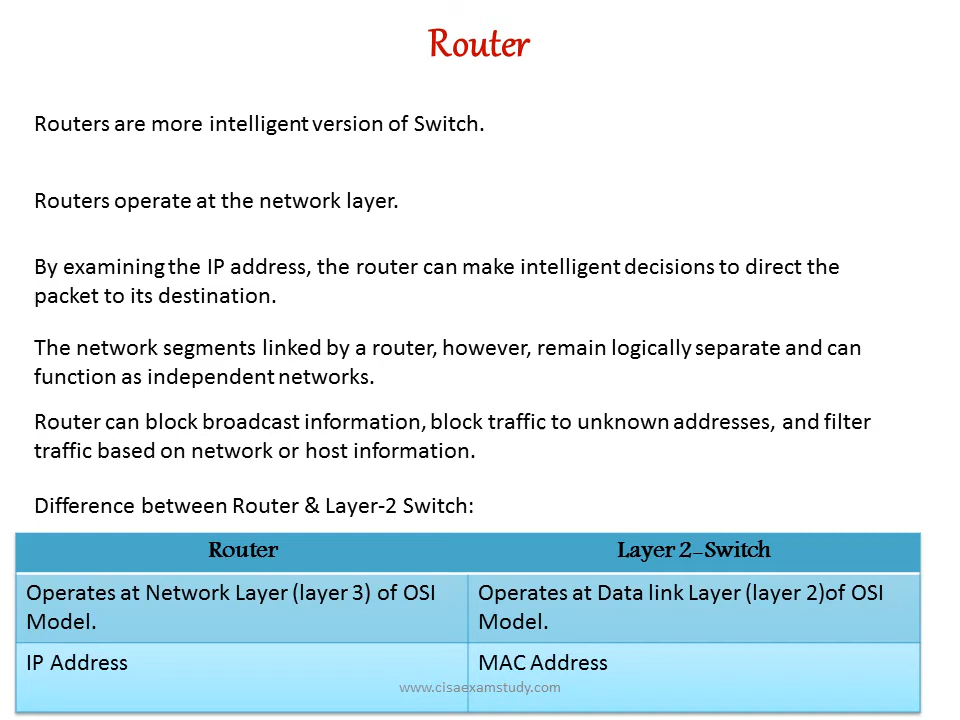 Router
Routers are more intelligent version of Switch.
Routers operate at the network layer.
By examining the IP address, the router can make intelligent decisions to direct the
packet to its destination.
The network segments linked by a router, however, remain logically separate and can
function as independent networks.
Router can block broadcast information, block traffic to unknown addresses, and filter
traffic based on network or host information.
Difference between Router & Layer-2 Switch:
Router Layer 2-Switch
Operates at Network Layer (layer 3) of OSI
Model.
Operates at Data link Layer (layer 2)of OSI
Model.
IP Address MAC Address
www.cisaexamstudy.com